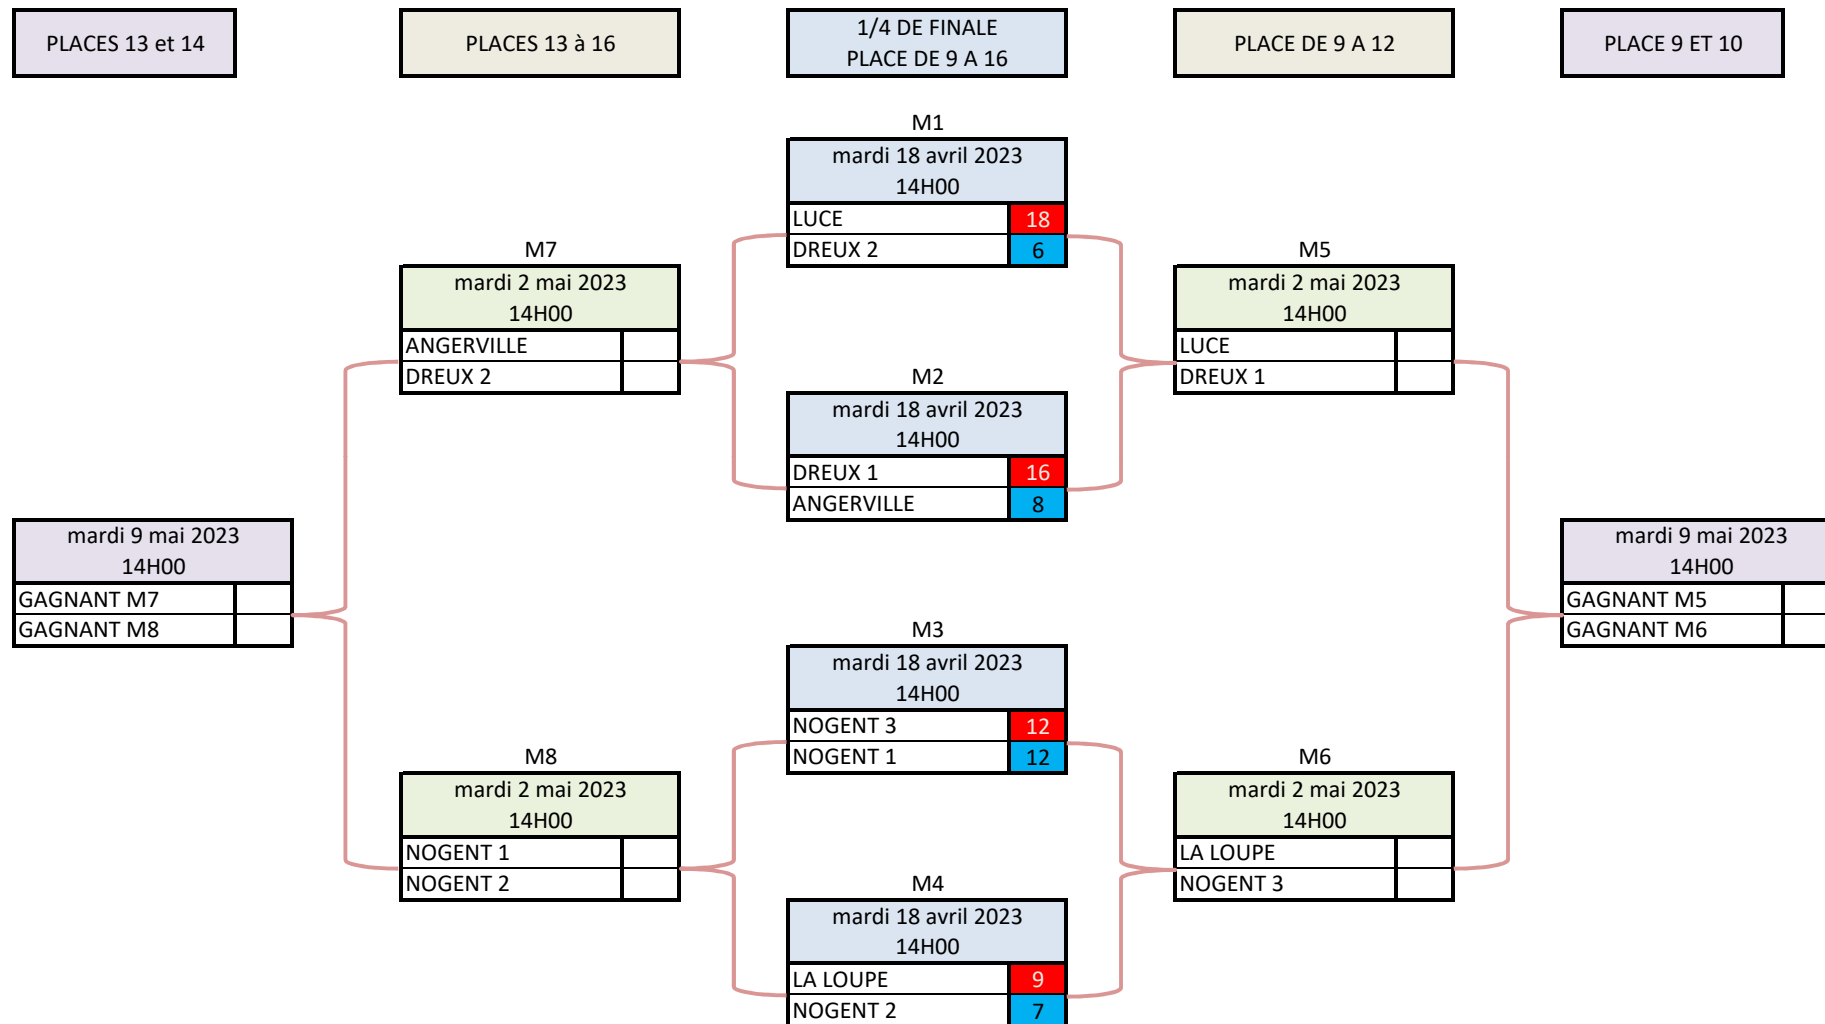 PLACES 13 et 14
PLACES 13 à 16
1/4 DE FINALE
PLACE DE 9 A 16
PLACE DE 9 A 12
PLACE 9 ET 10
M1
mardi 18 avril 2023
14H00
LUCE 18
DREUX 2 6
M7
mardi 2 mai 2023
14H00
ANGERVILLE
DREUX 2
M5
mardi 2 mai 2023
14H00
LUCE
DREUX 1
M2
mardi 18 avril 2023
14H00
DREUX 1 16
ANGERVILLE 8
mardi 9 mai 2023
14H00
GAGNANT M7
GAGNANT M8
mardi 9 mai 2023
14H00
GAGNANT M5
GAGNANT M6
M3
mardi 18 avril 2023
14H00
NOGENT 3 12
NOGENT 1 12
M8
mardi 2 mai 2023
14H00
NOGENT 1
NOGENT 2
M6
mardi 2 mai 2023
14H00
LA LOUPE
NOGENT 3
M4
mardi 18 avril 2023
14H00
LA LOUPE 9
NOGENT 2 7